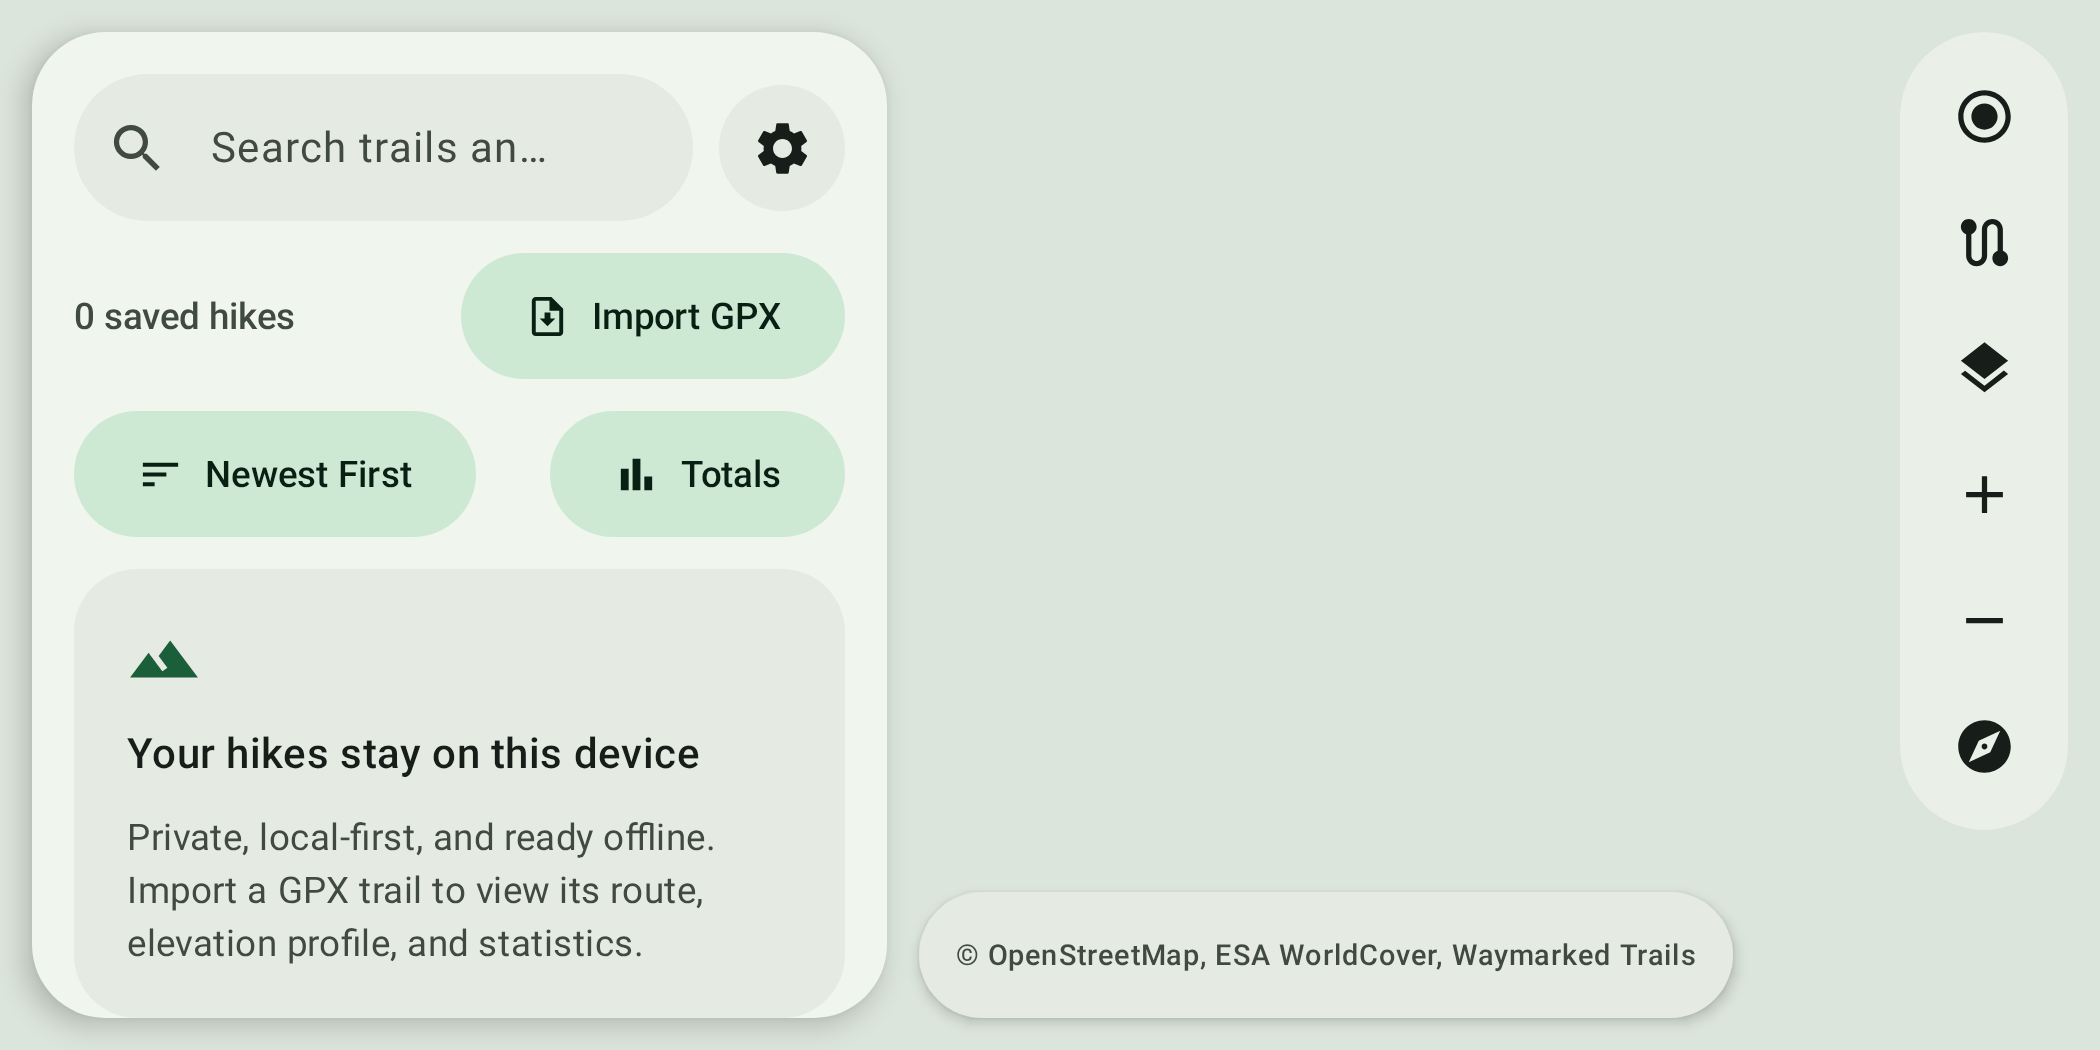 Search trails an…
0 saved hikes
Import GPX
Newest First
Totals
Your hikes stay on this device
Private, local-first, and ready offline.
Import a GPX trail to view its route,
elevation profile, and statistics.
© OpenStreetMap, ESA WorldCover, Waymarked Trails